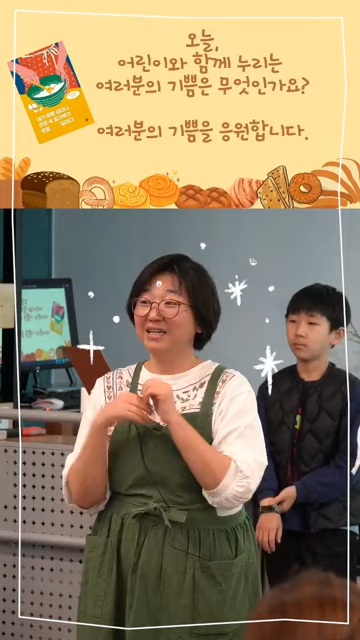 오늘,
어린이와 함께 누리는
여러분의 기쁨은 무엇인가요?
여러분의 기쁨을 응원합니다.